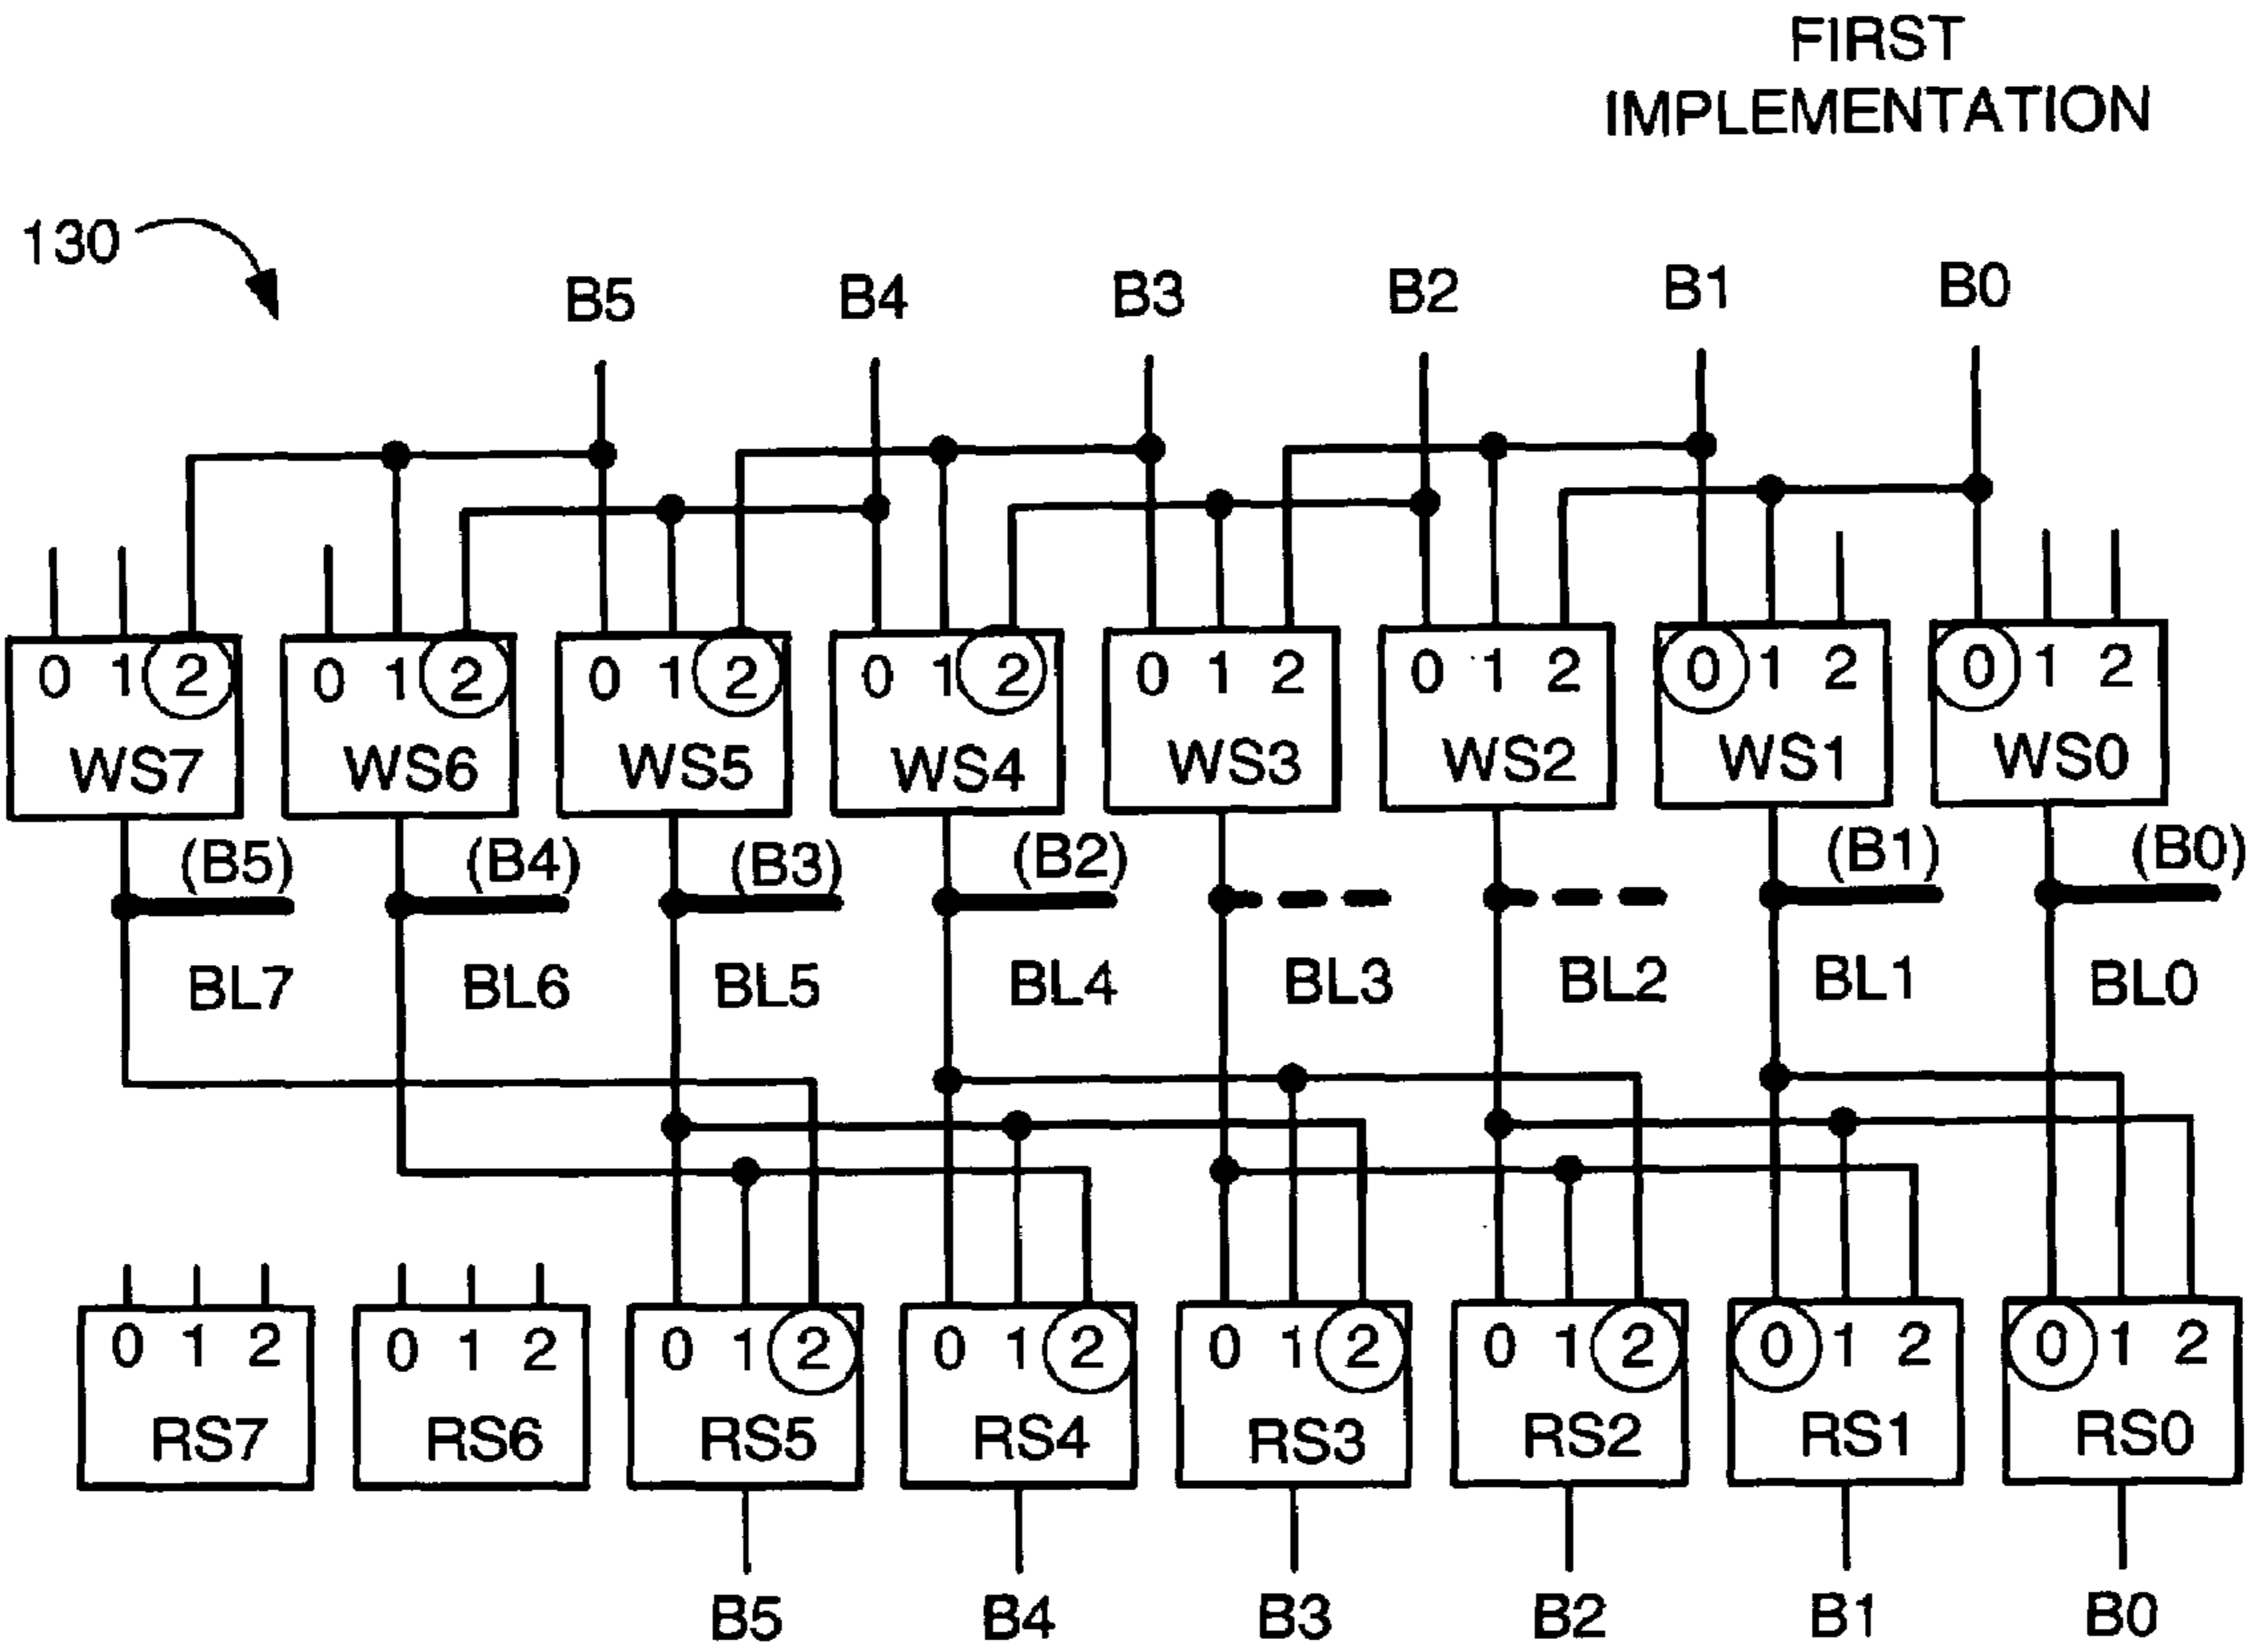 FIRST
IMPLEMENTATION
130
B5 B4 B3 B2 B1 B0
0 1 2 0 1 2 0 1 2 0 1 2 0 1 2 0 1 2 0 1 2 0 1 2
WS7 WS6 WS5 WS4 WS3 WS2 WS1 WS0
(B5) (B4) (B3) (B2) (B1) (B0)
BL7 BL6 BL5 BL4 BL3 BL2 BL1 BL0
0 1 2 0 1 2 0 1 2 0 1 2 0 1 2 0 1 2 0 1 2 0 1 2
RS7 RS6 RS5 RS4 RS3 RS2 RS1 RS0
B5 B4 B3 B2 B1 B0